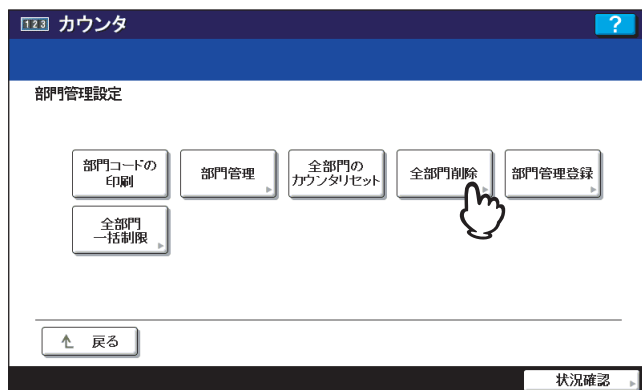 123 カウンタ ?
部門管理設定
部門コードの
印刷
部門管理
全部門の
カウンタリセット
全部門削除
部門管理登録
全部門
一括制限
戻る
状況確認